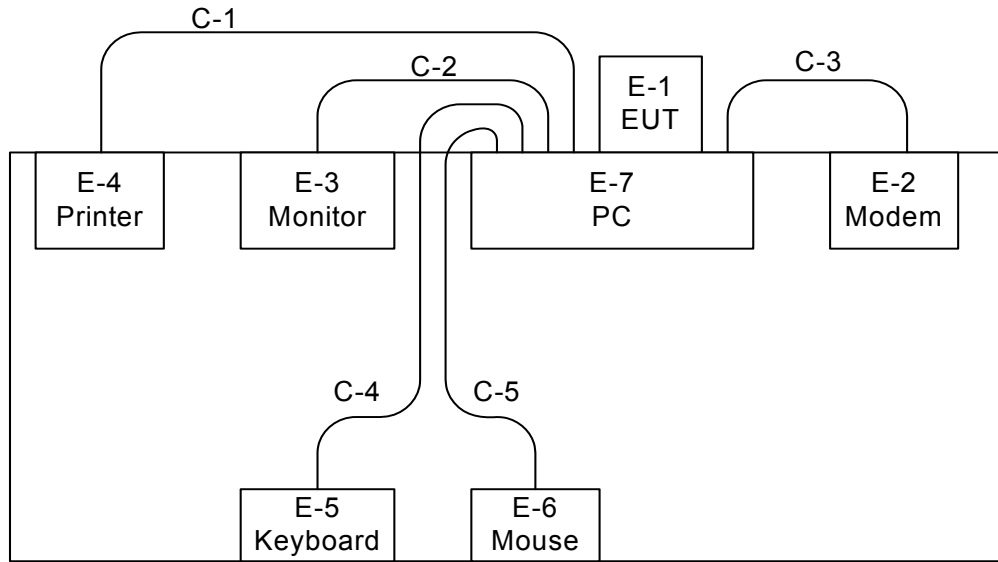 C-1
C-2
C-3
E-1
EUT
E-4
Printer
E-3
Monitor
E-7
PC
E-2
Modem
C-4
C-5
E-5
Keyboard
E-6
Mouse